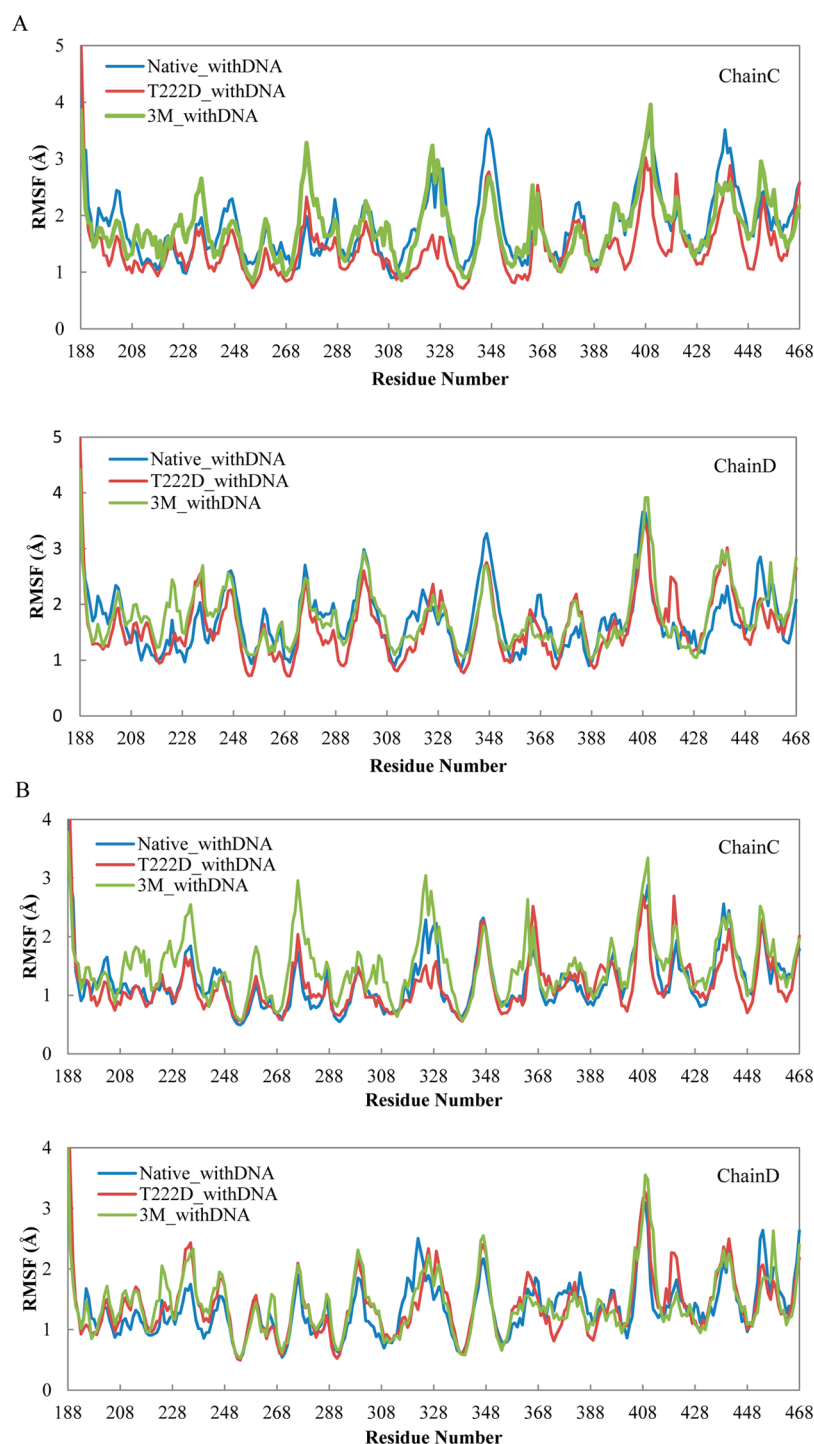 A
5
4
3
2
1
0
RMSF (Å)
Native_withDNA
T222D_withDNA
3M_withDNA
ChainC
188 208 228 248 268 288 308 328 348 368 388 408 428 448 468
Residue Number
5
4
3
2
1
0
RMSF (Å)
Native_withDNA
T222D_withDNA
3M_withDNA
ChainD
188 208 228 248 268 288 308 328 348 368 388 408 428 448 468
Residue Number
B
4
3
2
1
0
RMSF (Å)
Native_withDNA
T222D_withDNA
3M_withDNA
ChainC
188 208 228 248 268 288 308 328 348 368 388 408 428 448 468
Residue Number
4
3
2
1
0
RMSF (Å)
Native_withDNA
T222D_withDNA
3M_withDNA
ChainD
188 208 228 248 268 288 308 328 348 368 388 408 428 448 468
Residue Number